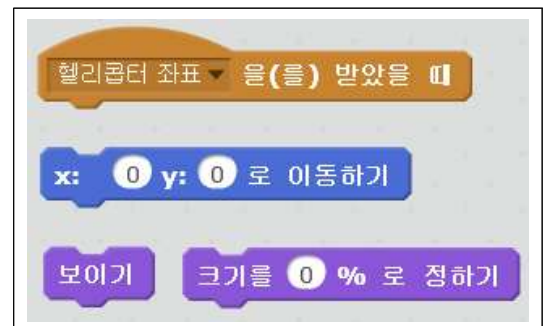 헬리콥터 좌표 을(를) 받았을 때
x: 0 y: 0 로 이동하기
보이기 크기를 0 % 로 정하기